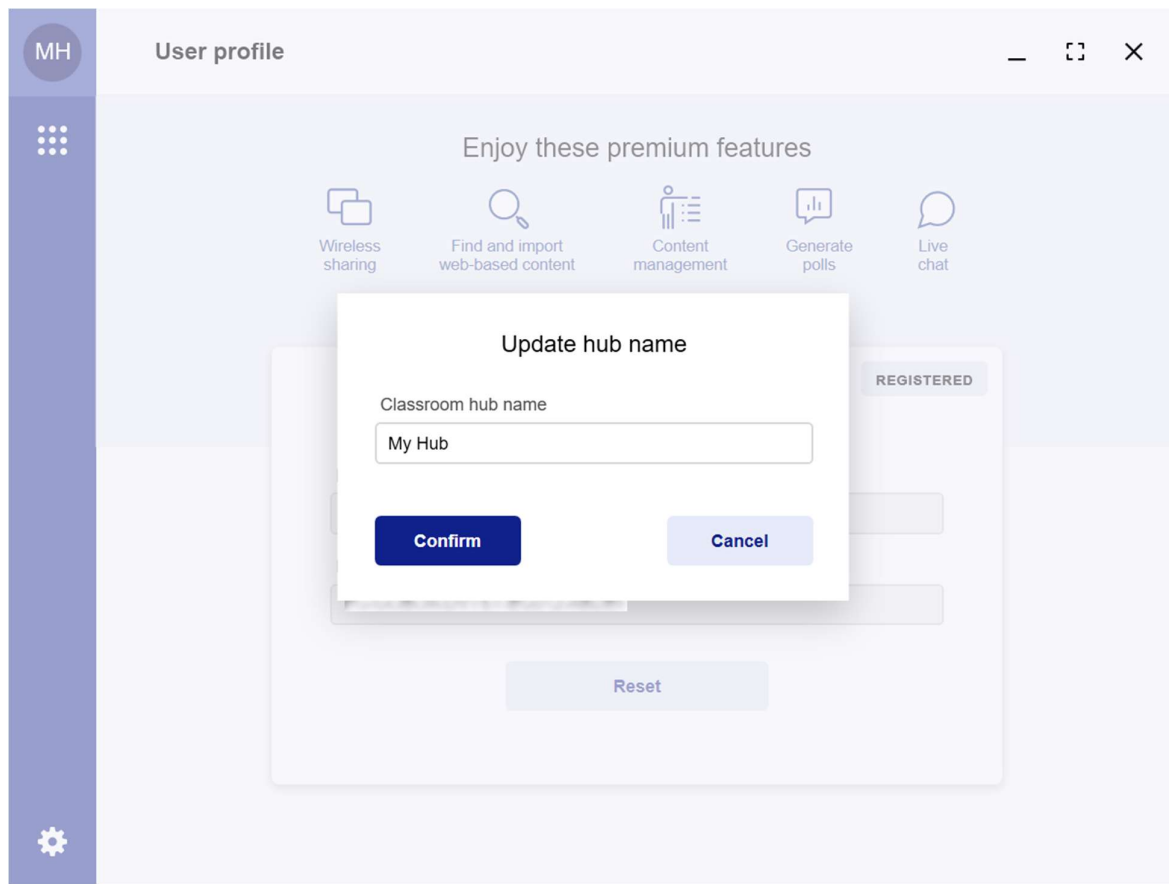 MH
User profile
Enjoy these premium features
Wireless
sharing
Find and import
web-based content
Content
management
Generate
polls
Live
chat
Update hub name
REGISTERED
Classroom hub name
My Hub
Confirm
Cancel
Reset